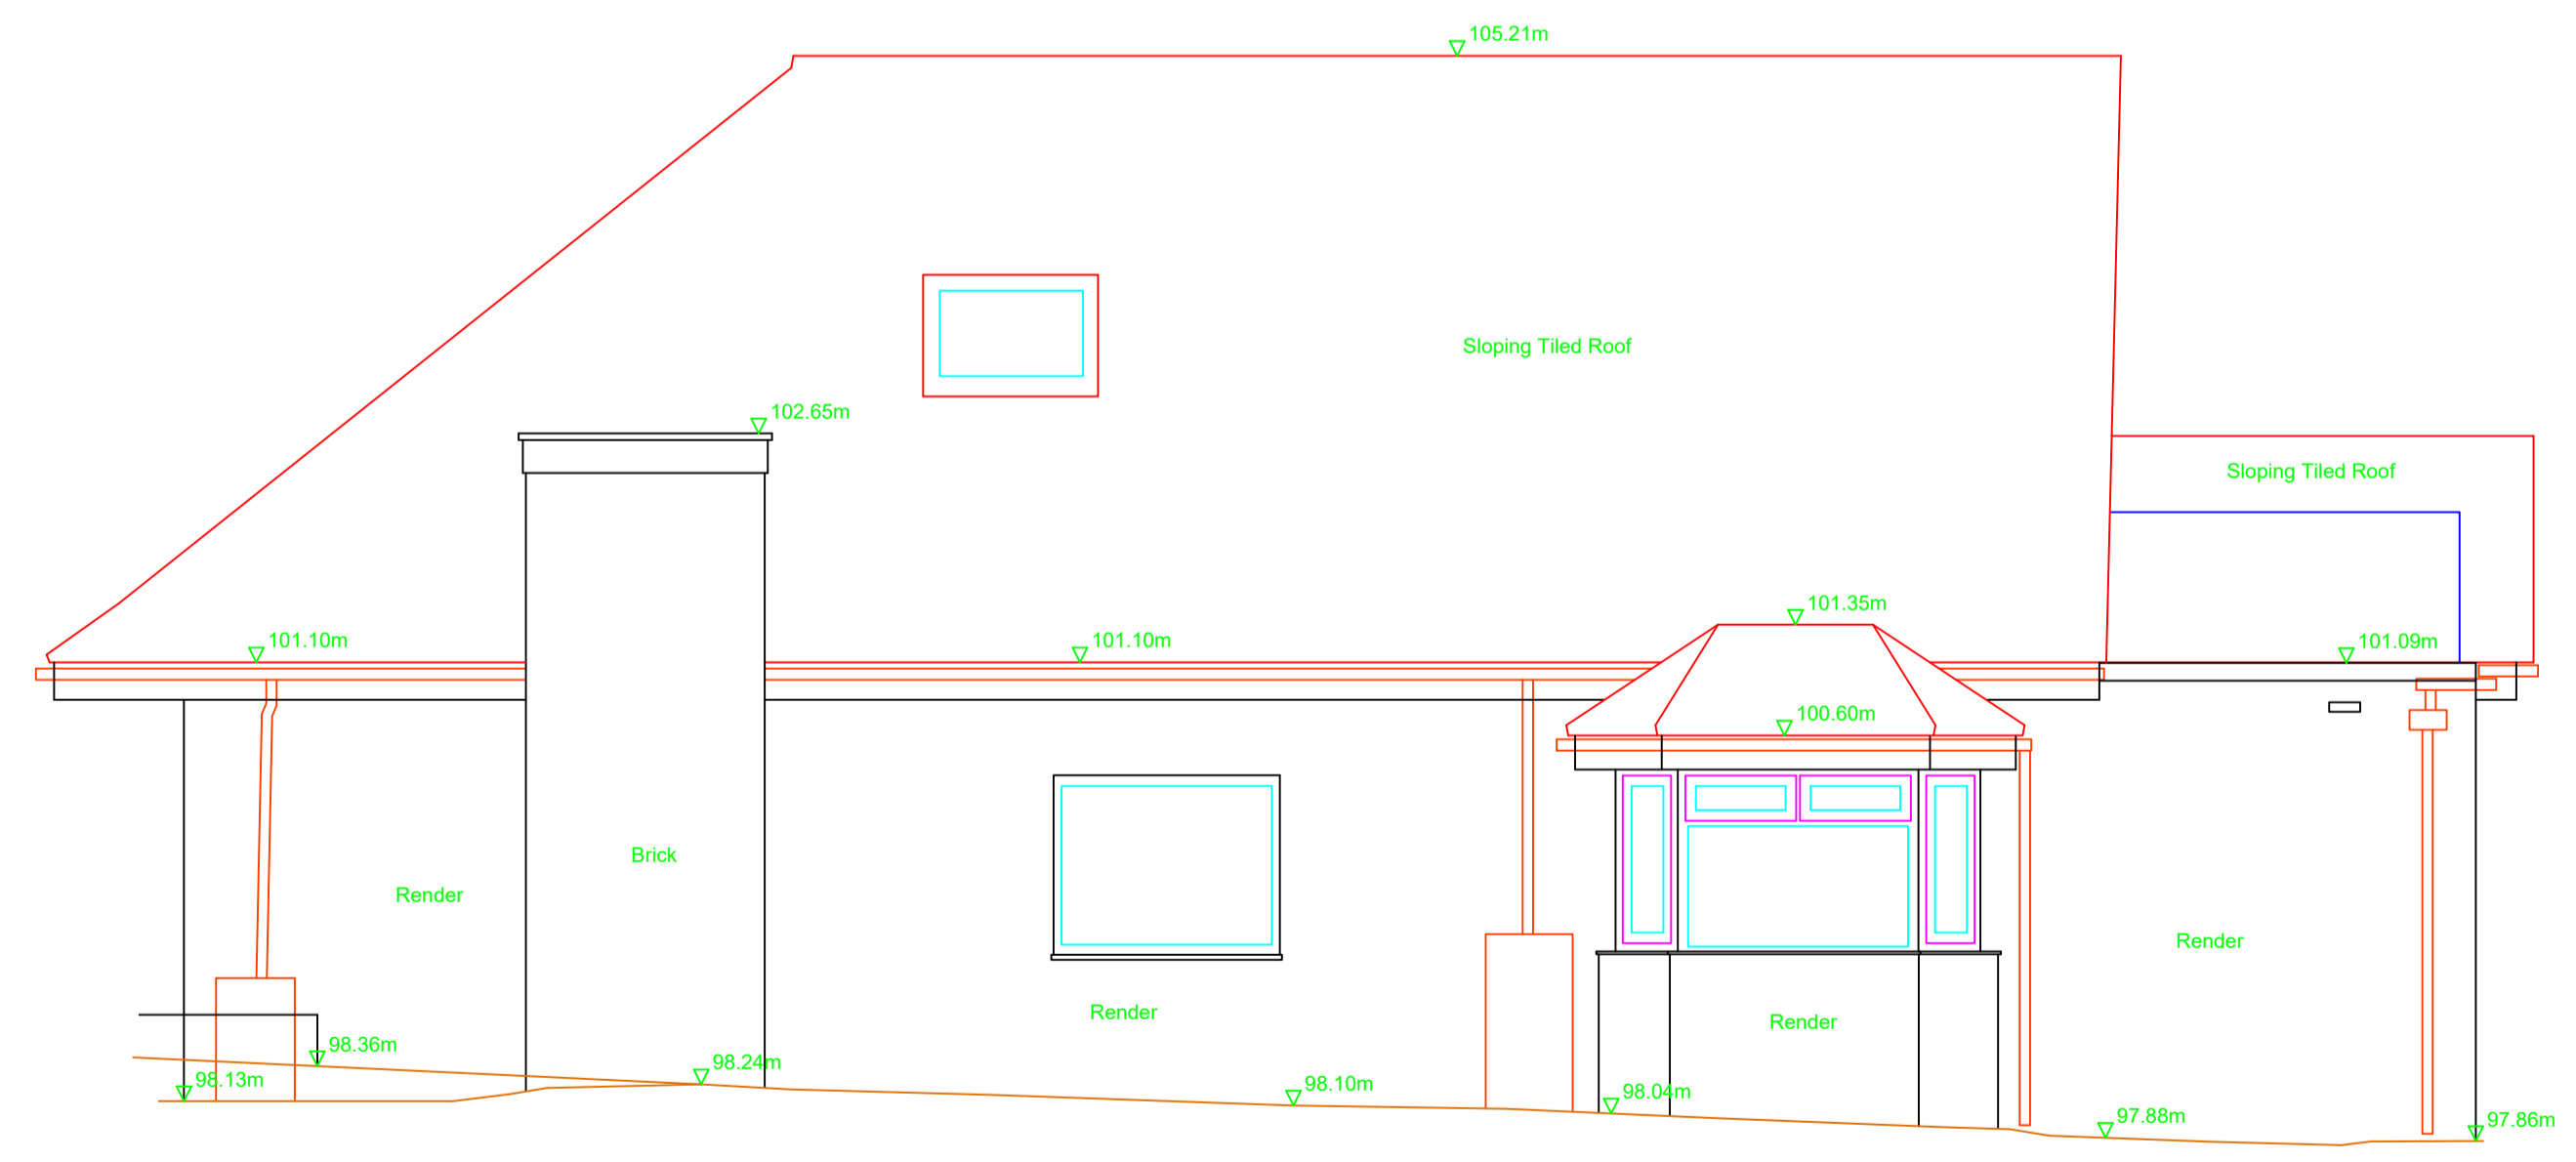 105.21m
Sloping Tiled Roof
102.65m
Sloping Tiled Roof
101.35m
101.10m
101.10m
101.09m
100.60m
Brick
Render
Render
Render
Render
98.36m
98.24m
98.13m
98.10m
98.04m
97.88m
97.86m